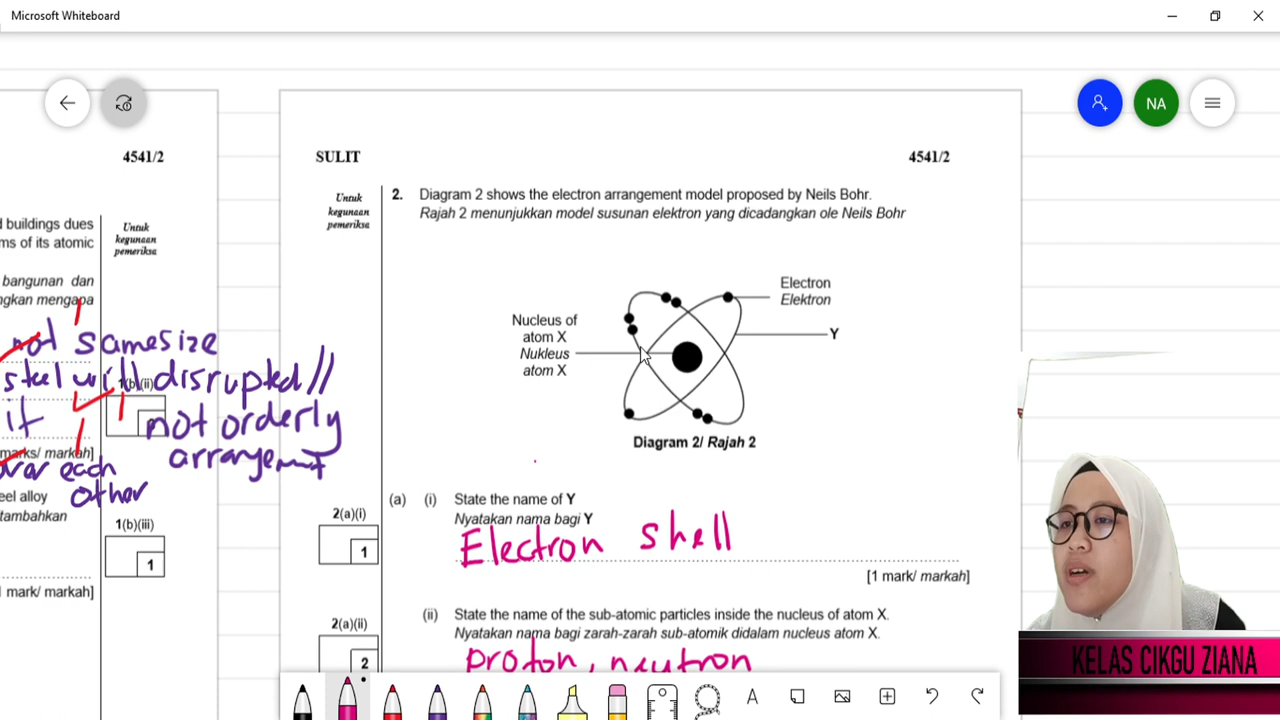 Microsoft Whiteboard
NA
4541/2
buildings dues
ms of its atomic
bangunan dan
ngkan mengapa
Untuk
kegunaan
pemeriksa
not samesize
steel will disrupted//
if not orderly
arrangement
over each
other
1(b)(ii)
marks/ markah]
eel alloy
tambahkan
1(b)(iii)
1
mark/ markah]
SULIT
4541/2
Untuk
kegunaan
pemeriksa
2. Diagram 2 shows the electron arrangement model proposed by Neils Bohr.
Rajah 2 menunjukkan model susunan elektron yang dicadangkan ole Neils Bohr
Electron
Elektron
Nucleus of
atom X
Nukleus
atom X
Y
Diagram 2/ Rajah 2
(a) (i) State the name of Y
Nyatakan nama bagi Y
2(a)(i)
1
Electron shell
[1 mark/ markah]
(ii) State the name of the sub-atomic particles inside the nucleus of atom X.
Nyatakan nama bagi zarah-zarah sub-atomik didalam nucleus atom X.
2(a)(ii)
2
proton, neutron
KELAS CIKGU ZIANA